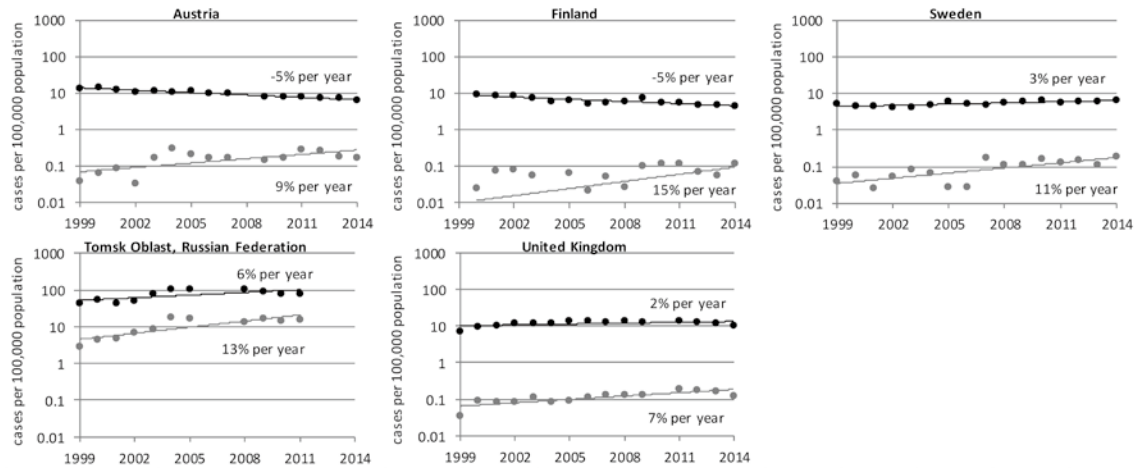 Austria
cases per 100,000 population
1000
100
10
1
0.1
0.01
-5% per year
9% per year
1999 2002 2005 2008 2011 2014
Finland
cases per 100,000 population
1000
100
10
1
0.1
0.01
-5% per year
15% per year
1999 2002 2005 2008 2011 2014
Sweden
cases per 100,000 population
1000
100
10
1
0.1
0.01
3% per year
11% per year
1999 2002 2005 2008 2011 2014
Tomsk Oblast, Russian Federation
cases per 100,000 population
1000
100
10
1
0.1
0.01
6% per year
13% per year
1999 2002 2005 2008 2011 2014
United Kingdom
cases per 100,000 population
1000
100
10
1
0.1
0.01
2% per year
7% per year
1999 2002 2005 2008 2011 2014